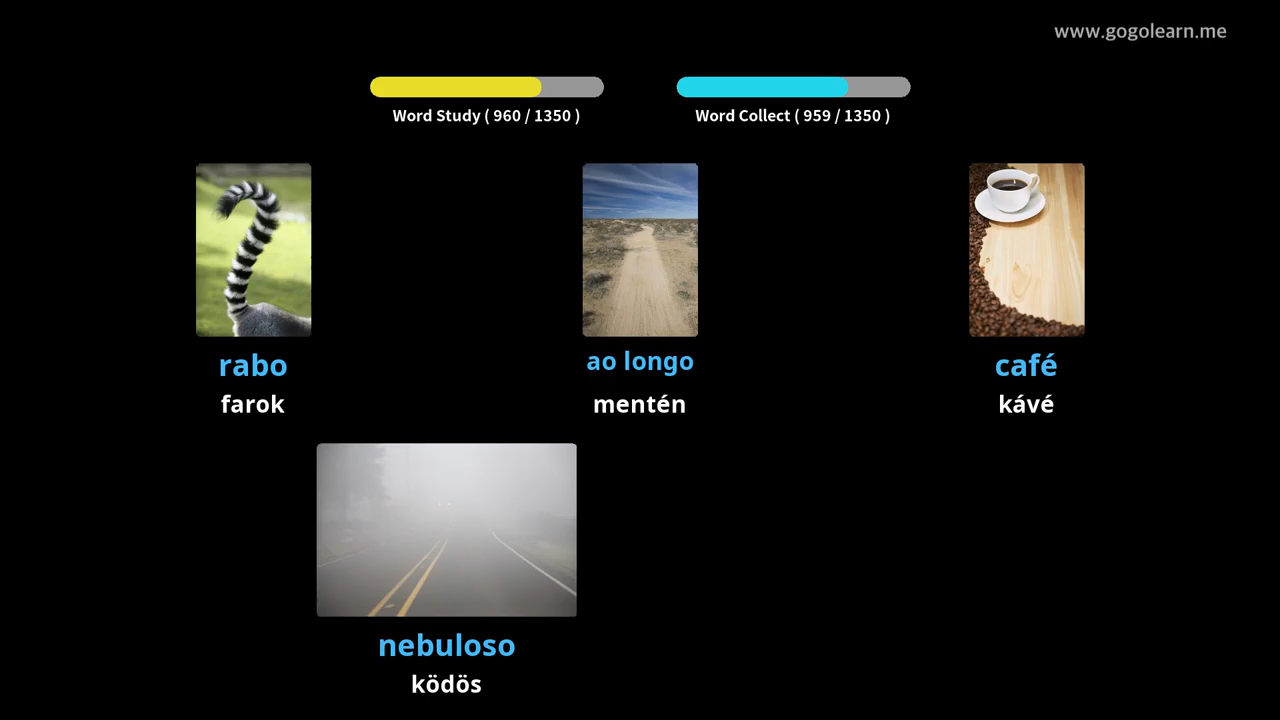 www.gogolearn.me
Word Study ( 960 / 1350 )
Word Collect ( 959 / 1350 )
rabo
farok
ao longo
mentén
café
kávé
nebuloso
ködös